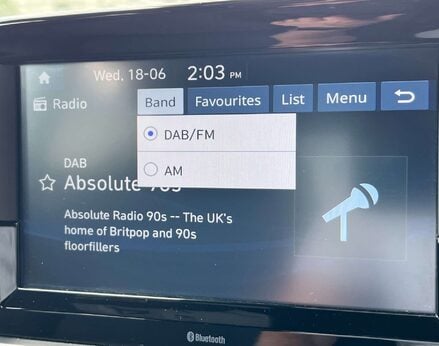 Wed, 18-06 2:03 PM
Radio Band Favourites List Menu
DAB/FM
AM
DAB
Absolute 90s
Absolute Radio 90s -- The UK's
home of Britpop and 90s
floorfillers
Bluetooth